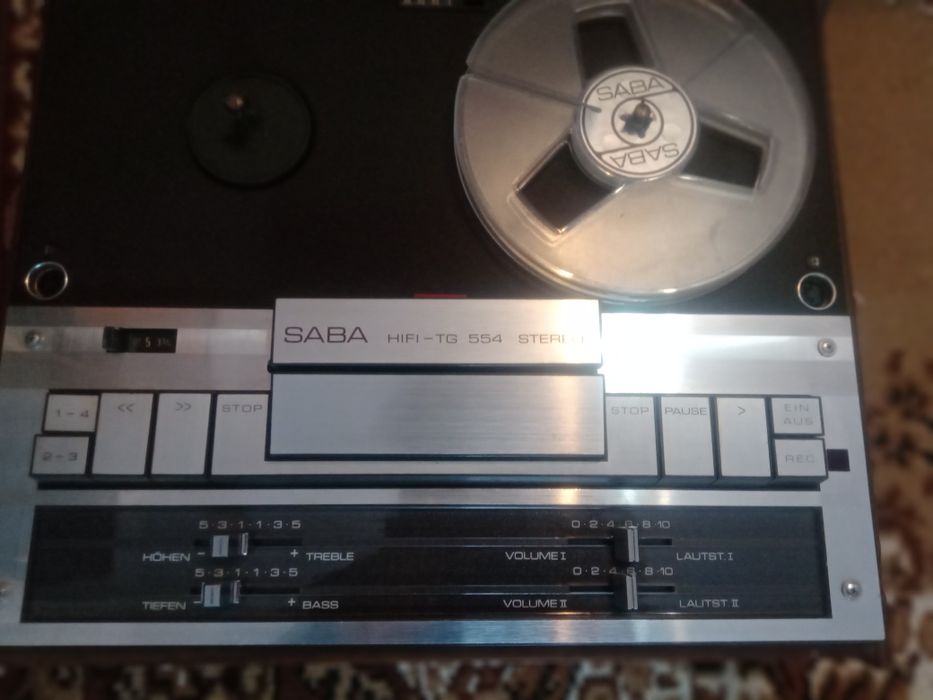 SABA
SABA
SABA HIFI-TG 554 STEREO
1-4 << >> STOP STOP PAUSE > EIN AUS
2-3 REC
5·3·1·1·3·5 0·2·4·6·8·10
HÖHEN - + TREBLE VOLUME I LAUTST. I
5·3·1·1·3·5 0·2·4·6·8·10
TIEFEN - + BASS VOLUME II LAUTST. II